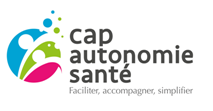 cap
autonomie
santé
Faciliter, accompagner, simplifier